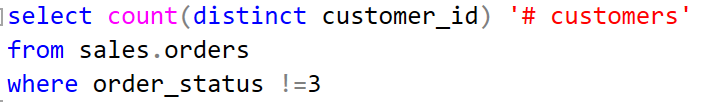 select count(distinct customer_id) '# customers'
from sales.orders
where order_status !=3